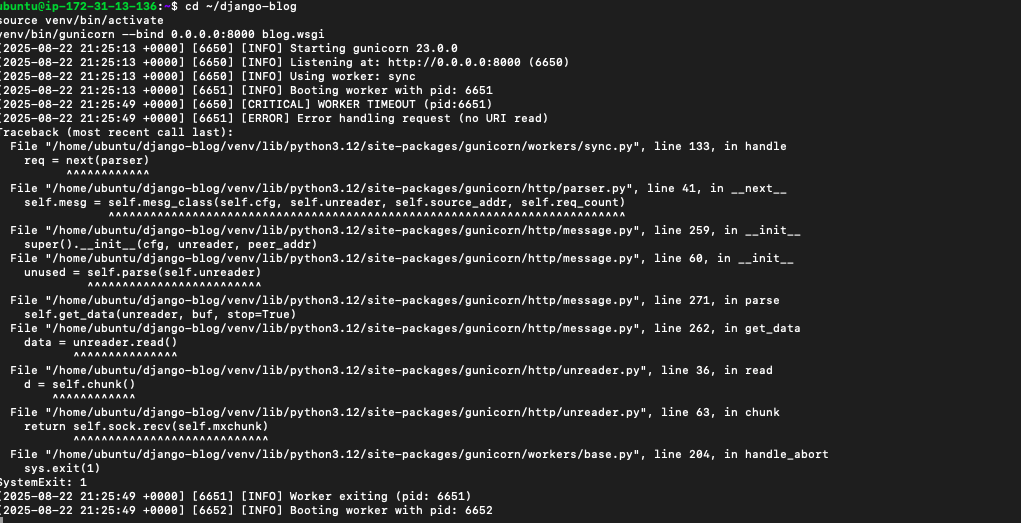 ubuntu@ip-172-31-13-136:~$ cd ~/django-blog
source venv/bin/activate
venv/bin/gunicorn --bind 0.0.0.0:8000 blog.wsgi
[2025-08-22 21:25:13 +0000] [6650] [INFO] Starting gunicorn 23.0.0
[2025-08-22 21:25:13 +0000] [6650] [INFO] Listening at: http://0.0.0.0:8000 (6650)
[2025-08-22 21:25:13 +0000] [6650] [INFO] Using worker: sync
[2025-08-22 21:25:13 +0000] [6651] [INFO] Booting worker with pid: 6651
[2025-08-22 21:25:49 +0000] [6650] [CRITICAL] WORKER TIMEOUT (pid:6651)
[2025-08-22 21:25:49 +0000] [6651] [ERROR] Error handling request (no URI read)
Traceback (most recent call last):
  File "/home/ubuntu/django-blog/venv/lib/python3.12/site-packages/gunicorn/workers/sync.py", line 133, in handle
    req = next(parser)
          ^^^^^^^^^^^^
  File "/home/ubuntu/django-blog/venv/lib/python3.12/site-packages/gunicorn/http/parser.py", line 41, in __next__
    self.mesg = self.mesg_class(self.cfg, self.unreader, self.source_addr, self.req_count)
                ^^^^^^^^^^^^^^^^^^^^^^^^^^^^^^^^^^^^^^^^^^^^^^^^^^^^^^^^^^^^^^^^^^^^^^^^^^
  File "/home/ubuntu/django-blog/venv/lib/python3.12/site-packages/gunicorn/http/message.py", line 259, in __init__
    super().__init__(cfg, unreader, peer_addr)
  File "/home/ubuntu/django-blog/venv/lib/python3.12/site-packages/gunicorn/http/message.py", line 60, in __init__
    unused = self.parse(self.unreader)
             ^^^^^^^^^^^^^^^^^^^^^^^^^
  File "/home/ubuntu/django-blog/venv/lib/python3.12/site-packages/gunicorn/http/message.py", line 271, in parse
    self.get_data(unreader, buf, stop=True)
  File "/home/ubuntu/django-blog/venv/lib/python3.12/site-packages/gunicorn/http/message.py", line 262, in get_data
    data = unreader.read()
           ^^^^^^^^^^^^^^^
  File "/home/ubuntu/django-blog/venv/lib/python3.12/site-packages/gunicorn/http/unreader.py", line 36, in read
    d = self.chunk()
        ^^^^^^^^^^^^
  File "/home/ubuntu/django-blog/venv/lib/python3.12/site-packages/gunicorn/http/unreader.py", line 63, in chunk
    return self.sock.recv(self.mxchunk)
           ^^^^^^^^^^^^^^^^^^^^^^^^^^^^
  File "/home/ubuntu/django-blog/venv/lib/python3.12/site-packages/gunicorn/workers/base.py", line 204, in handle_abort
    sys.exit(1)
SystemExit: 1
[2025-08-22 21:25:49 +0000] [6651] [INFO] Worker exiting (pid: 6651)
[2025-08-22 21:25:49 +0000] [6652] [INFO] Booting worker with pid: 6652